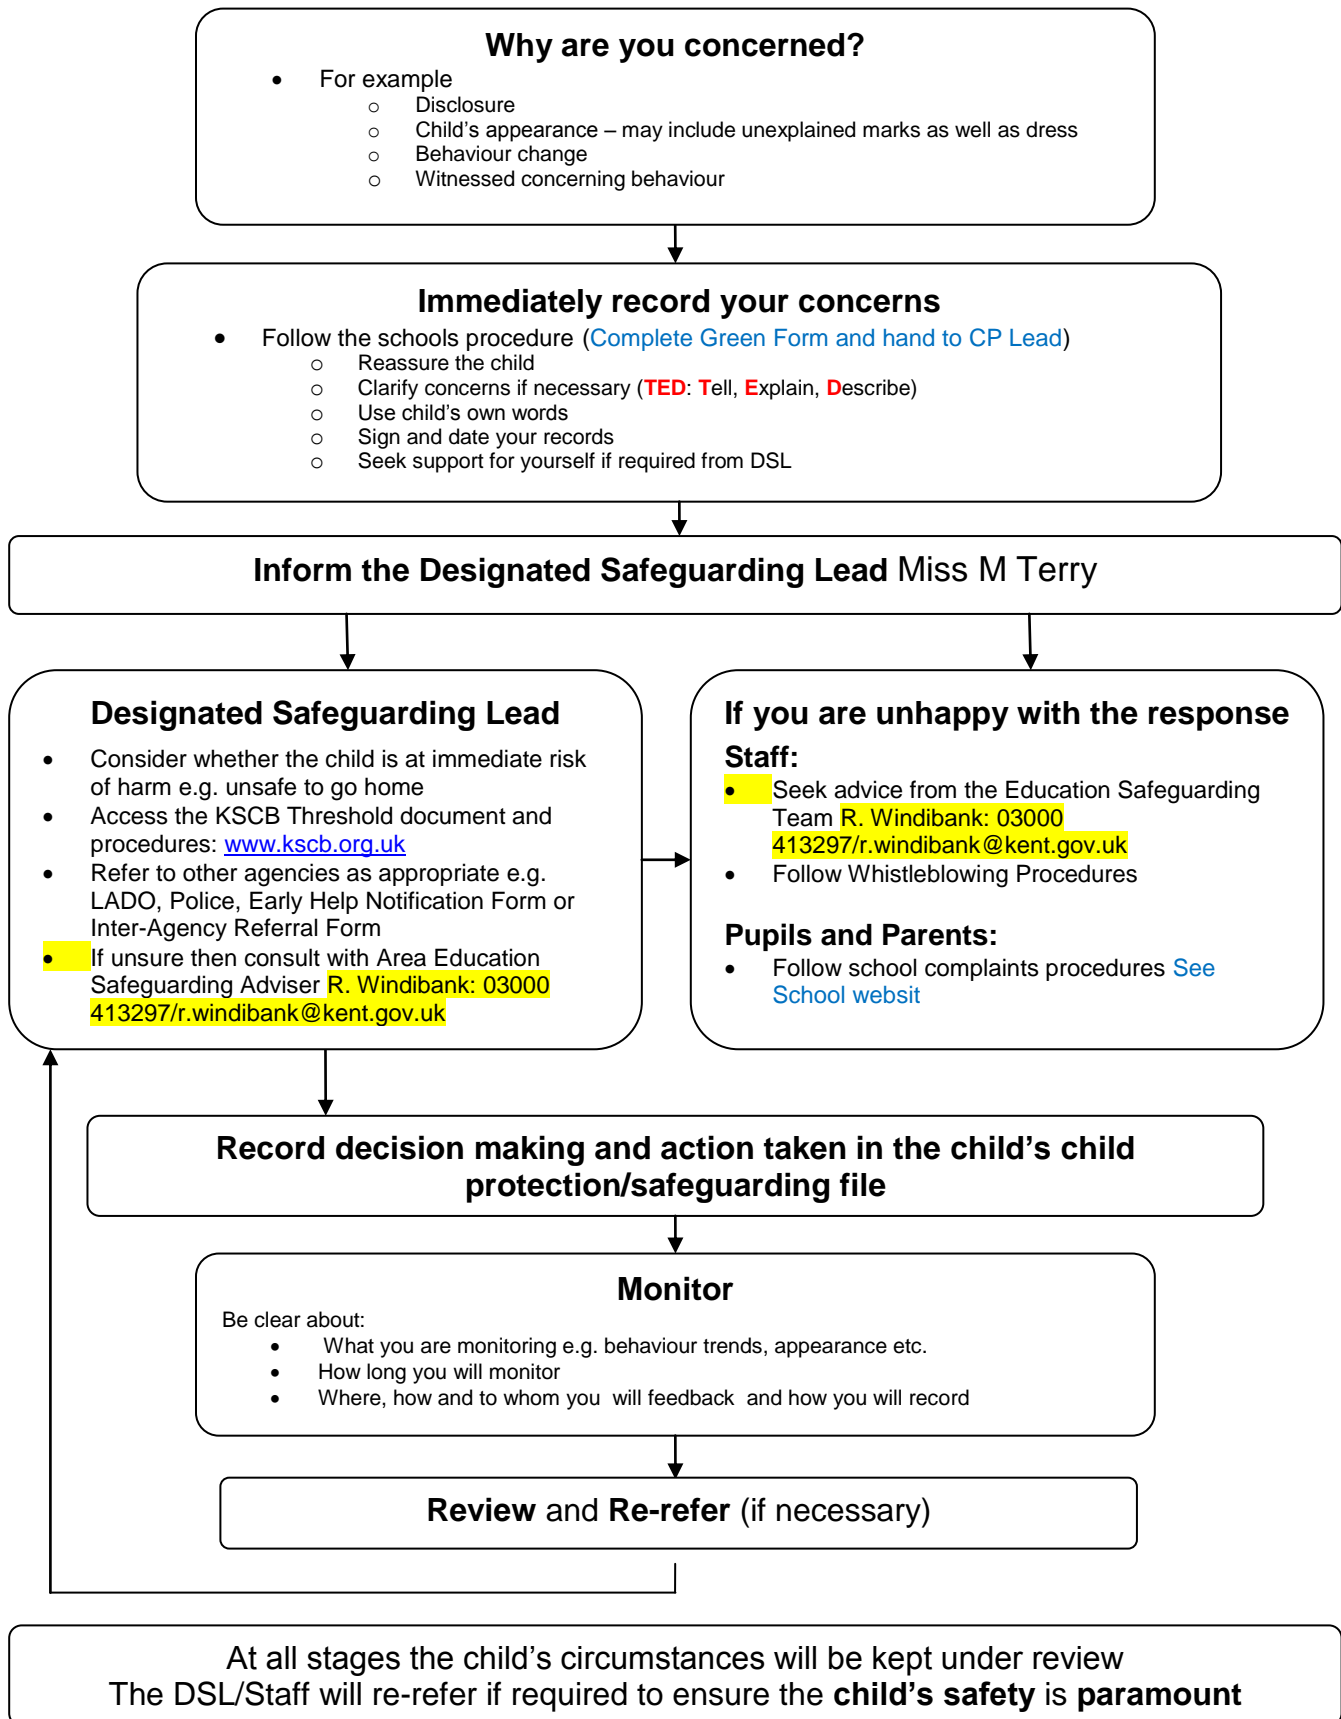 Why are you concerned?
• For example
o Disclosure
o Child's appearance – may include unexplained marks as well as dress
o Behaviour change
o Witnessed concerning behaviour
Immediately record your concerns
• Follow the schools procedure (Complete Green Form and hand to CP Lead)
o Reassure the child
o Clarify concerns if necessary (TED: Tell, Explain, Describe)
o Use child's own words
o Sign and date your records
o Seek support for yourself if required from DSL
Inform the Designated Safeguarding Lead Miss M Terry
Designated Safeguarding Lead
• Consider whether the child is at immediate risk
of harm e.g. unsafe to go home
• Access the KSCB Threshold document and
procedures: www.kscb.org.uk
• Refer to other agencies as appropriate e.g.
LADO, Police, Early Help Notification Form or
Inter-Agency Referral Form
• If unsure then consult with Area Education
Safeguarding Adviser R. Windibank: 03000
413297/r.windibank@kent.gov.uk
If you are unhappy with the response
Staff:
• Seek advice from the Education Safeguarding
Team R. Windibank: 03000
413297/r.windibank@kent.gov.uk
• Follow Whistleblowing Procedures
Pupils and Parents:
• Follow school complaints procedures See
School websit
Record decision making and action taken in the child's child
protection/safeguarding file
Monitor
Be clear about:
• What you are monitoring e.g. behaviour trends, appearance etc.
• How long you will monitor
• Where, how and to whom you will feedback and how you will record
Review and Re-refer (if necessary)
At all stages the child's circumstances will be kept under review
The DSL/Staff will re-refer if required to ensure the child's safety is paramount